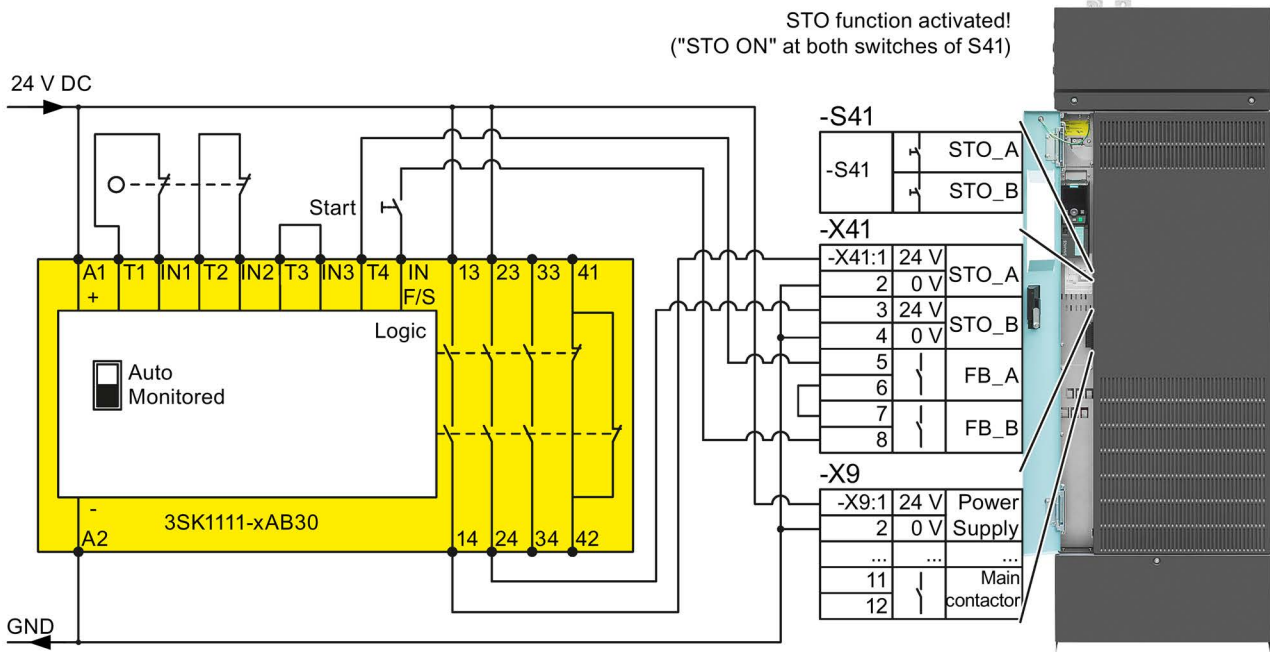 STO function activated!
("STO ON" at both switches of S41)
24 V DC
-S41
-S41
STO_A
STO_B
Start
-X41
A1 T1 IN1 T2 IN2 T3 IN3 T4 IN 13 23 33 41
+
F/S
Logic
Auto
Monitored
-X41:1 24 V STO_A
2 0 V
3 24 V STO_B
4 0 V
5 FB_A
6
7 FB_B
8
-X9
-X9:1 24 V Power
2 0 V Supply
... ... ...
11 Main
12 contactor
-
A2
3SK1111-xAB30
14 24 34 42
GND